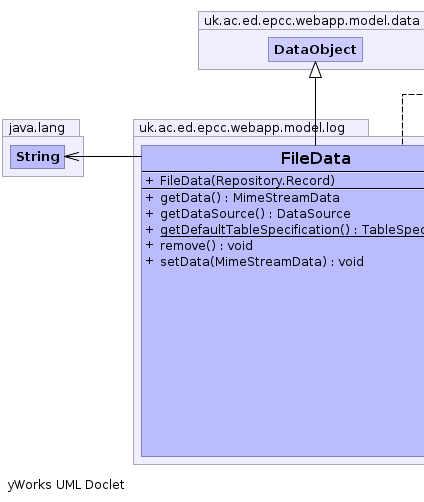 uk.ac.ed.epcc.webapp.model.data
DataObject
java.lang
String
uk.ac.ed.epcc.webapp.model.log
FileData
+ FileData(Repository.Record)
+ getData() : MimeStreamData
+ getDataSource() : DataSource
+ getDefaultTableSpecification() : TableSpec
+ remove() : void
+ setData(MimeStreamData) : void
yWorks UML Doclet